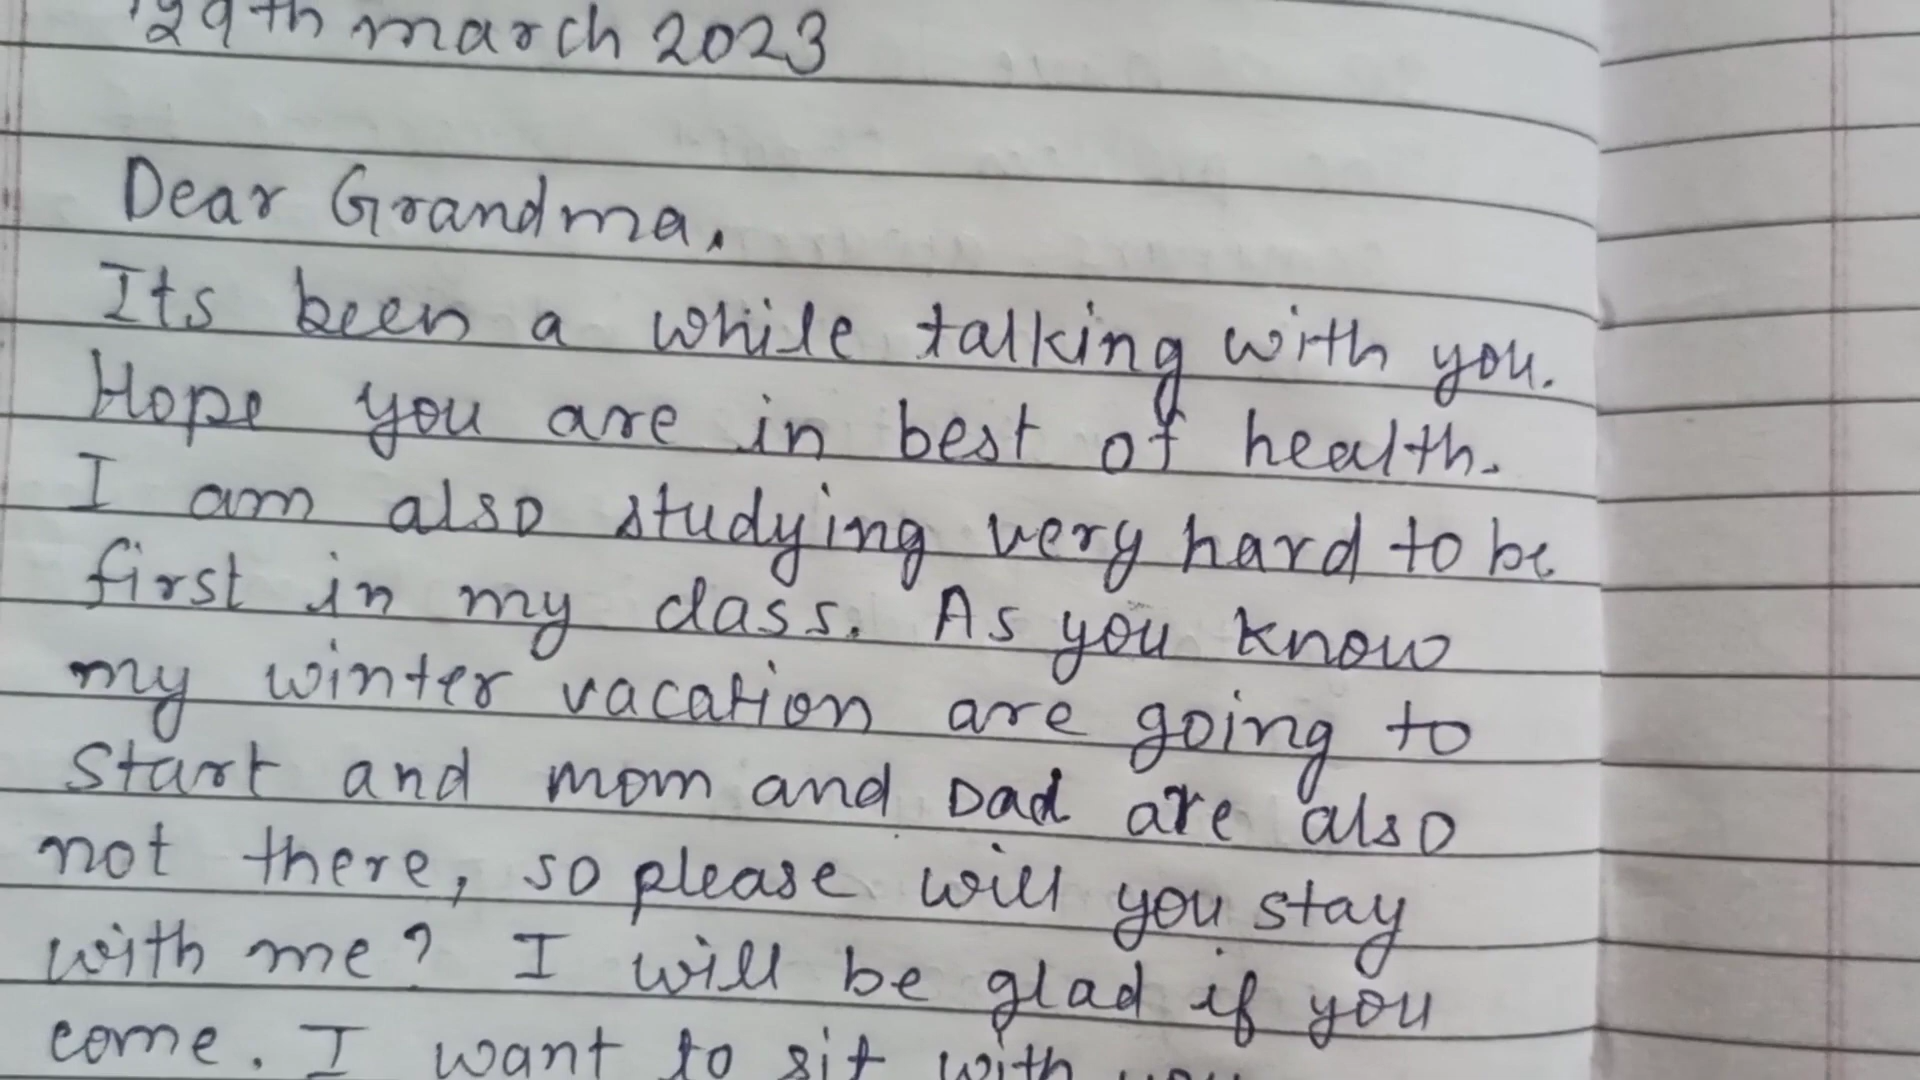 29th march 2023
Dear Grandma,
Its been a while talking with you.
Hope you are in best of health.
I am also studying very hard to be
first in my class. As you know
my winter vacation are going to
start and mom and Dad are also
not there, so please will you stay
with me? I will be glad if you
come. I want to sit with you